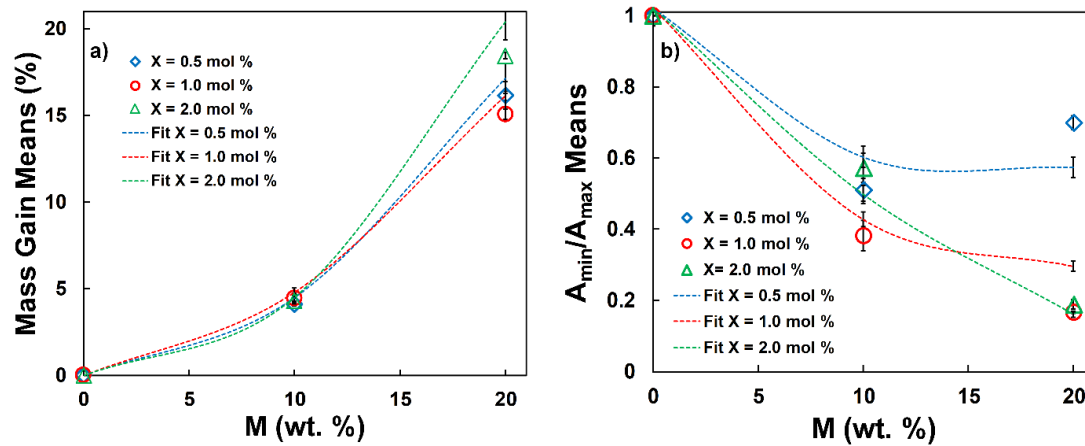 a)
Mass Gain Means (%)
20
15
10
5
0
X = 0.5 mol %
X = 1.0 mol %
X = 2.0 mol %
Fit X = 0.5 mol %
Fit X = 1.0 mol %
Fit X = 2.0 mol %
0 5 10 15 20
M (wt. %)
b)
Amin/Amax Means
1
0.8
0.6
0.4
0.2
0
X = 0.5 mol %
X = 1.0 mol %
X= 2.0 mol %
Fit X = 0.5 mol %
Fit X = 1.0 mol %
Fit X = 2.0 mol %
0 5 10 15 20
M (wt. %)